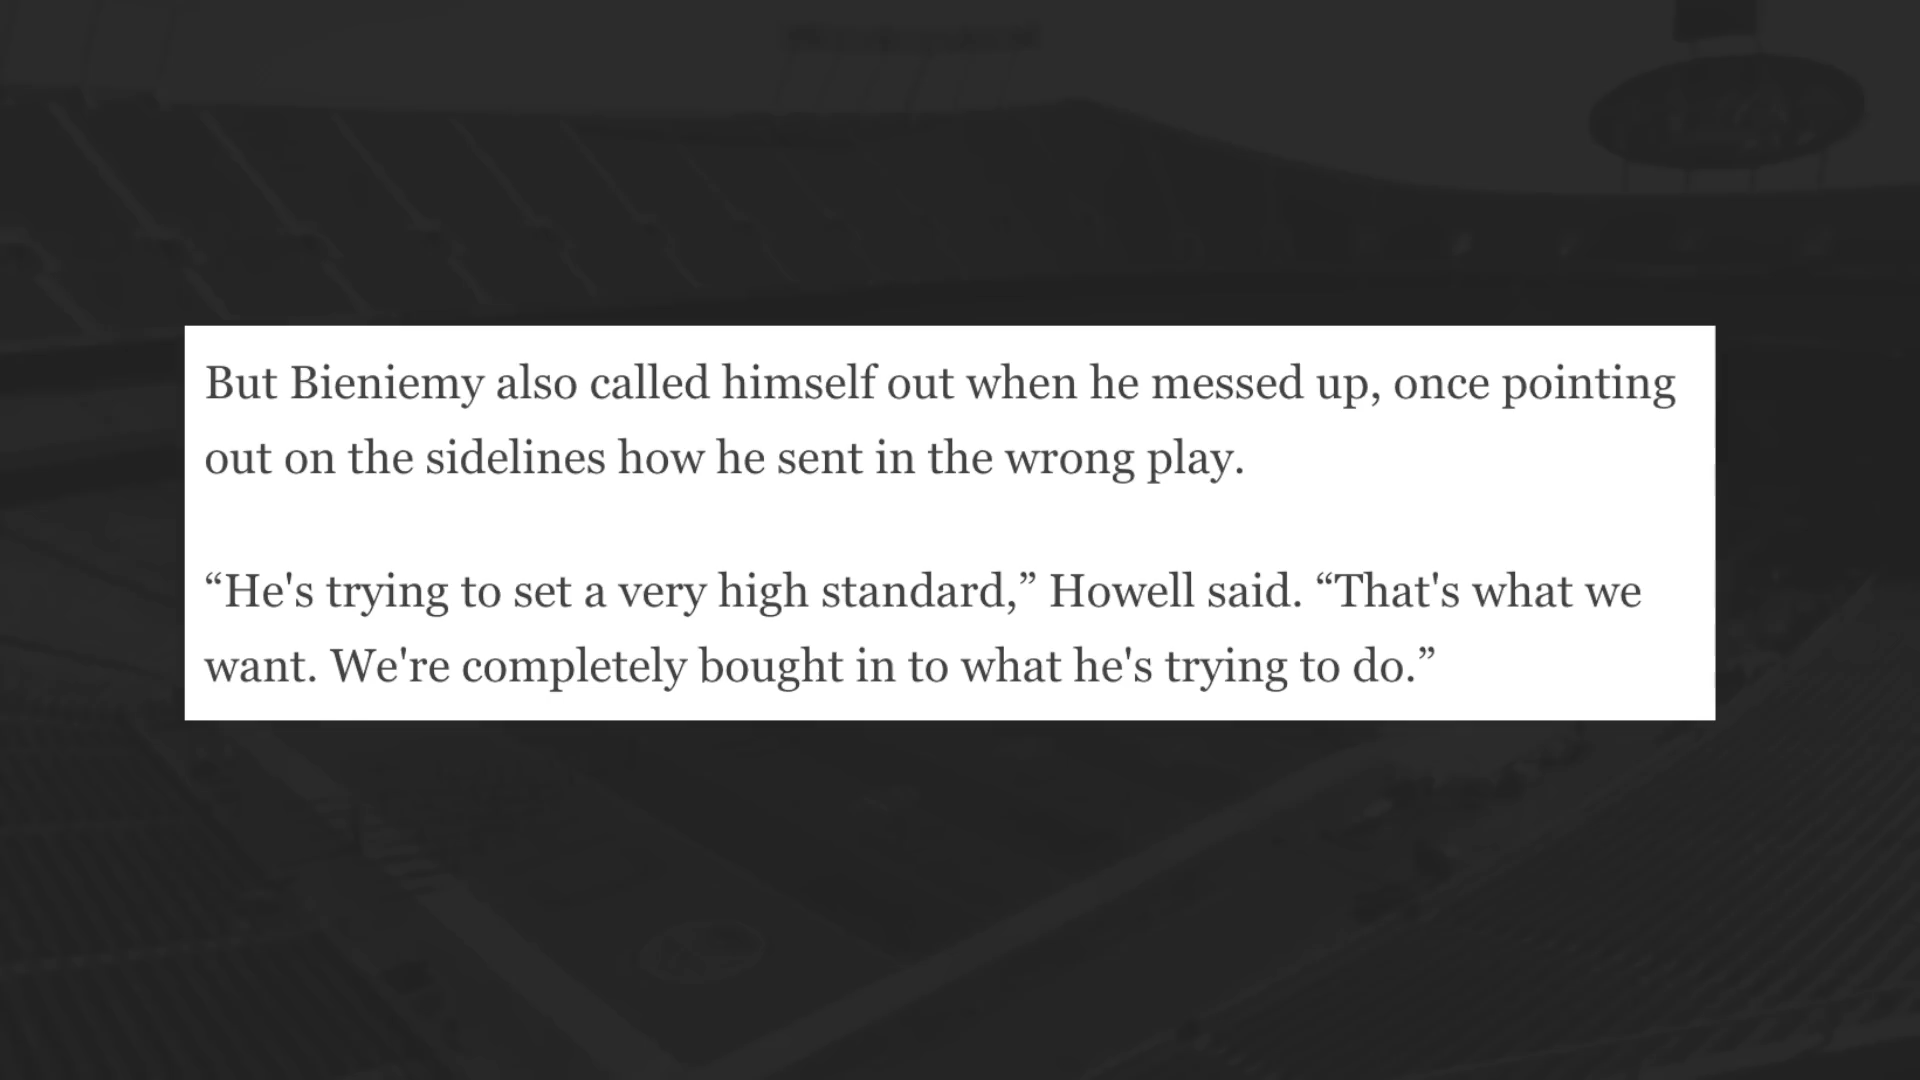 But Bieniemy also called himself out when he messed up, once pointing
out on the sidelines how he sent in the wrong play.
“He's trying to set a very high standard,” Howell said. “That's what we
want. We're completely bought in to what he's trying to do.”